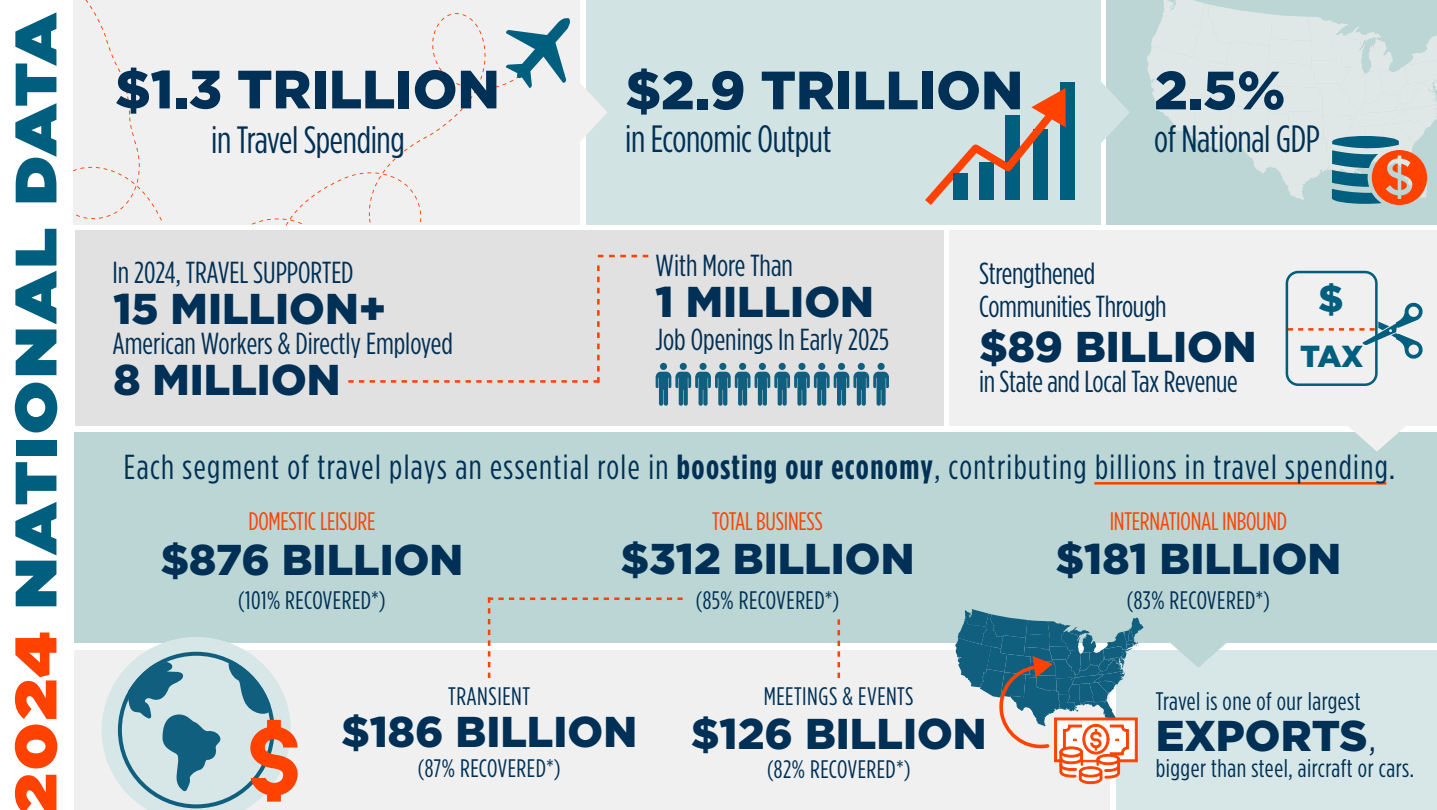 2024 NATIONAL DATA
$1.3 TRILLION
in Travel Spending
$2.9 TRILLION
in Economic Output
2.5%
of National GDP
$
In 2024, TRAVEL SUPPORTED
15 MILLION+
American Workers & Directly Employed
8 MILLION
With More Than
1 MILLION
Job Openings In Early 2025
Strengthened
Communities Through
$89 BILLION
in State and Local Tax Revenue
$
TAX
Each segment of travel plays an essential role in boosting our economy, contributing billions in travel spending.
DOMESTIC LEISURE
$876 BILLION
(101% RECOVERED*)
TOTAL BUSINESS
$312 BILLION
(85% RECOVERED*)
INTERNATIONAL INBOUND
$181 BILLION
(83% RECOVERED*)
$
TRANSIENT
$186 BILLION
(87% RECOVERED*)
MEETINGS & EVENTS
$126 BILLION
(82% RECOVERED*)
$
Travel is one of our largest
EXPORTS,
bigger than steel, aircraft or cars.